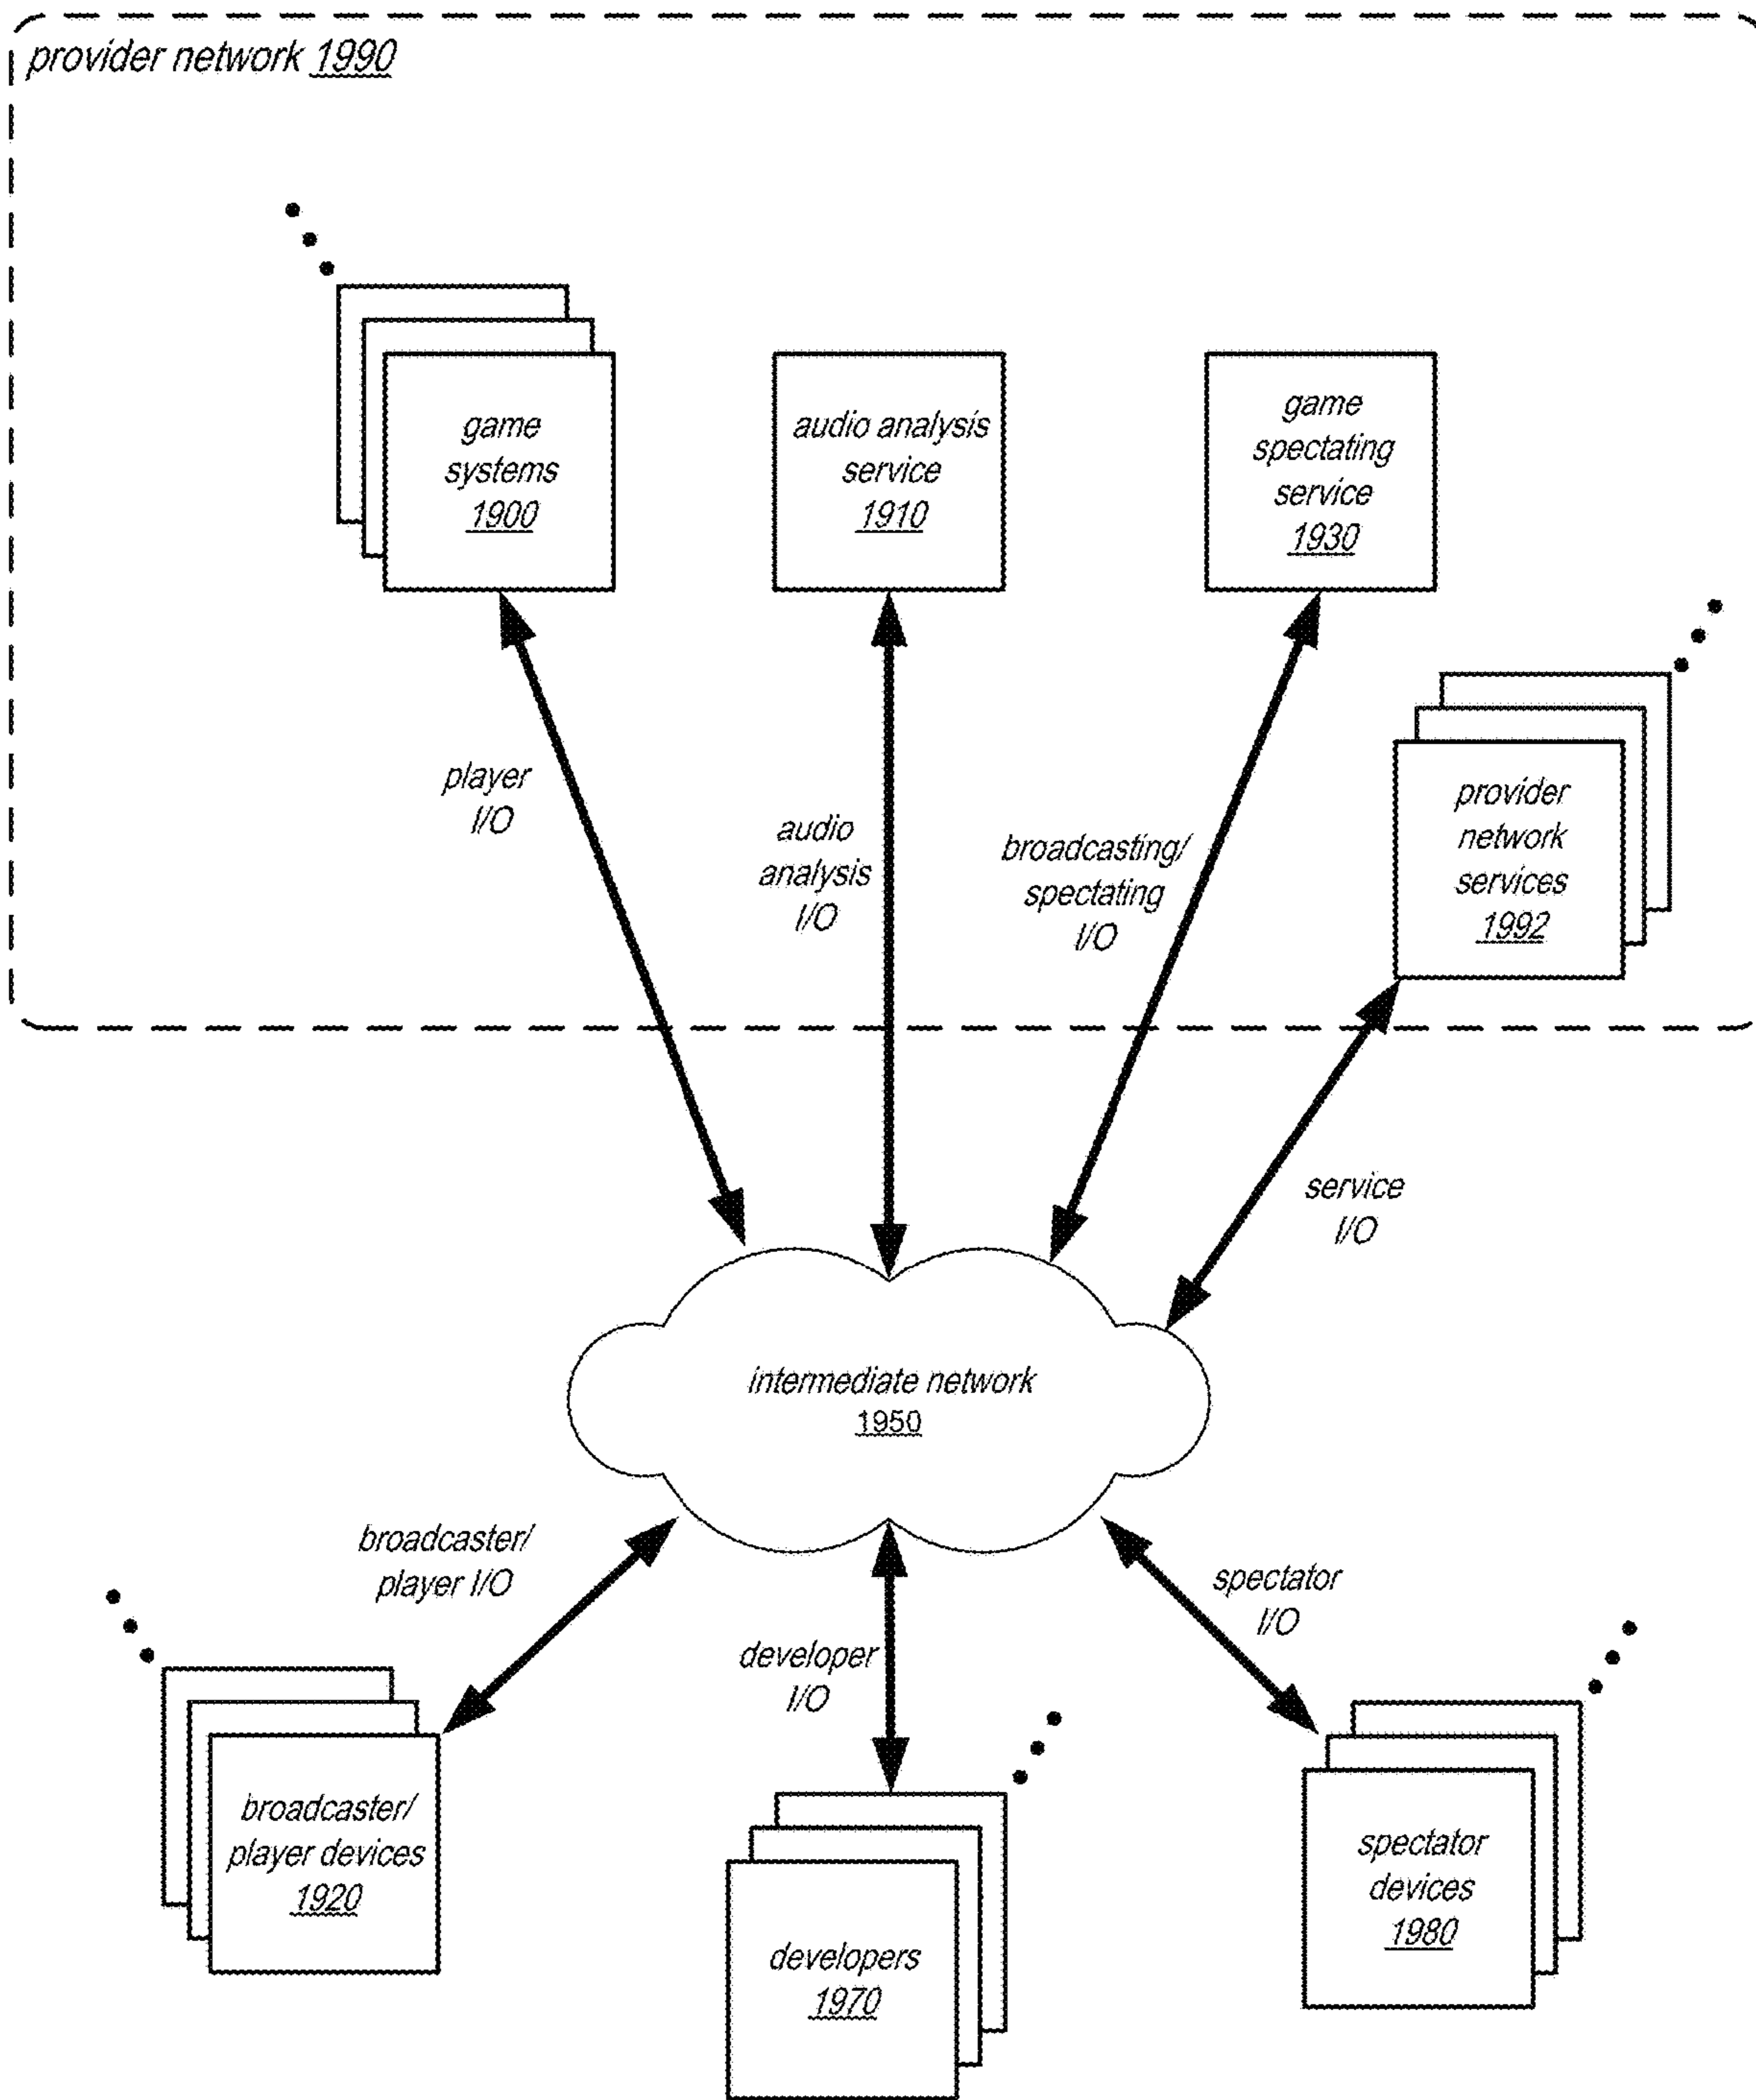 provider network 1990
game
systems
1900
audio analysis
service
1910
game
spectating
service
1930
player
I/O
audio
analysis
I/O
broadcasting/
spectating
I/O
provider
network
services
1992
service
I/O
intermediate network
1950
broadcaster/
player I/O
developer
I/O
spectator
I/O
broadcaster/
player devices
1920
developers
1970
spectator
devices
1980